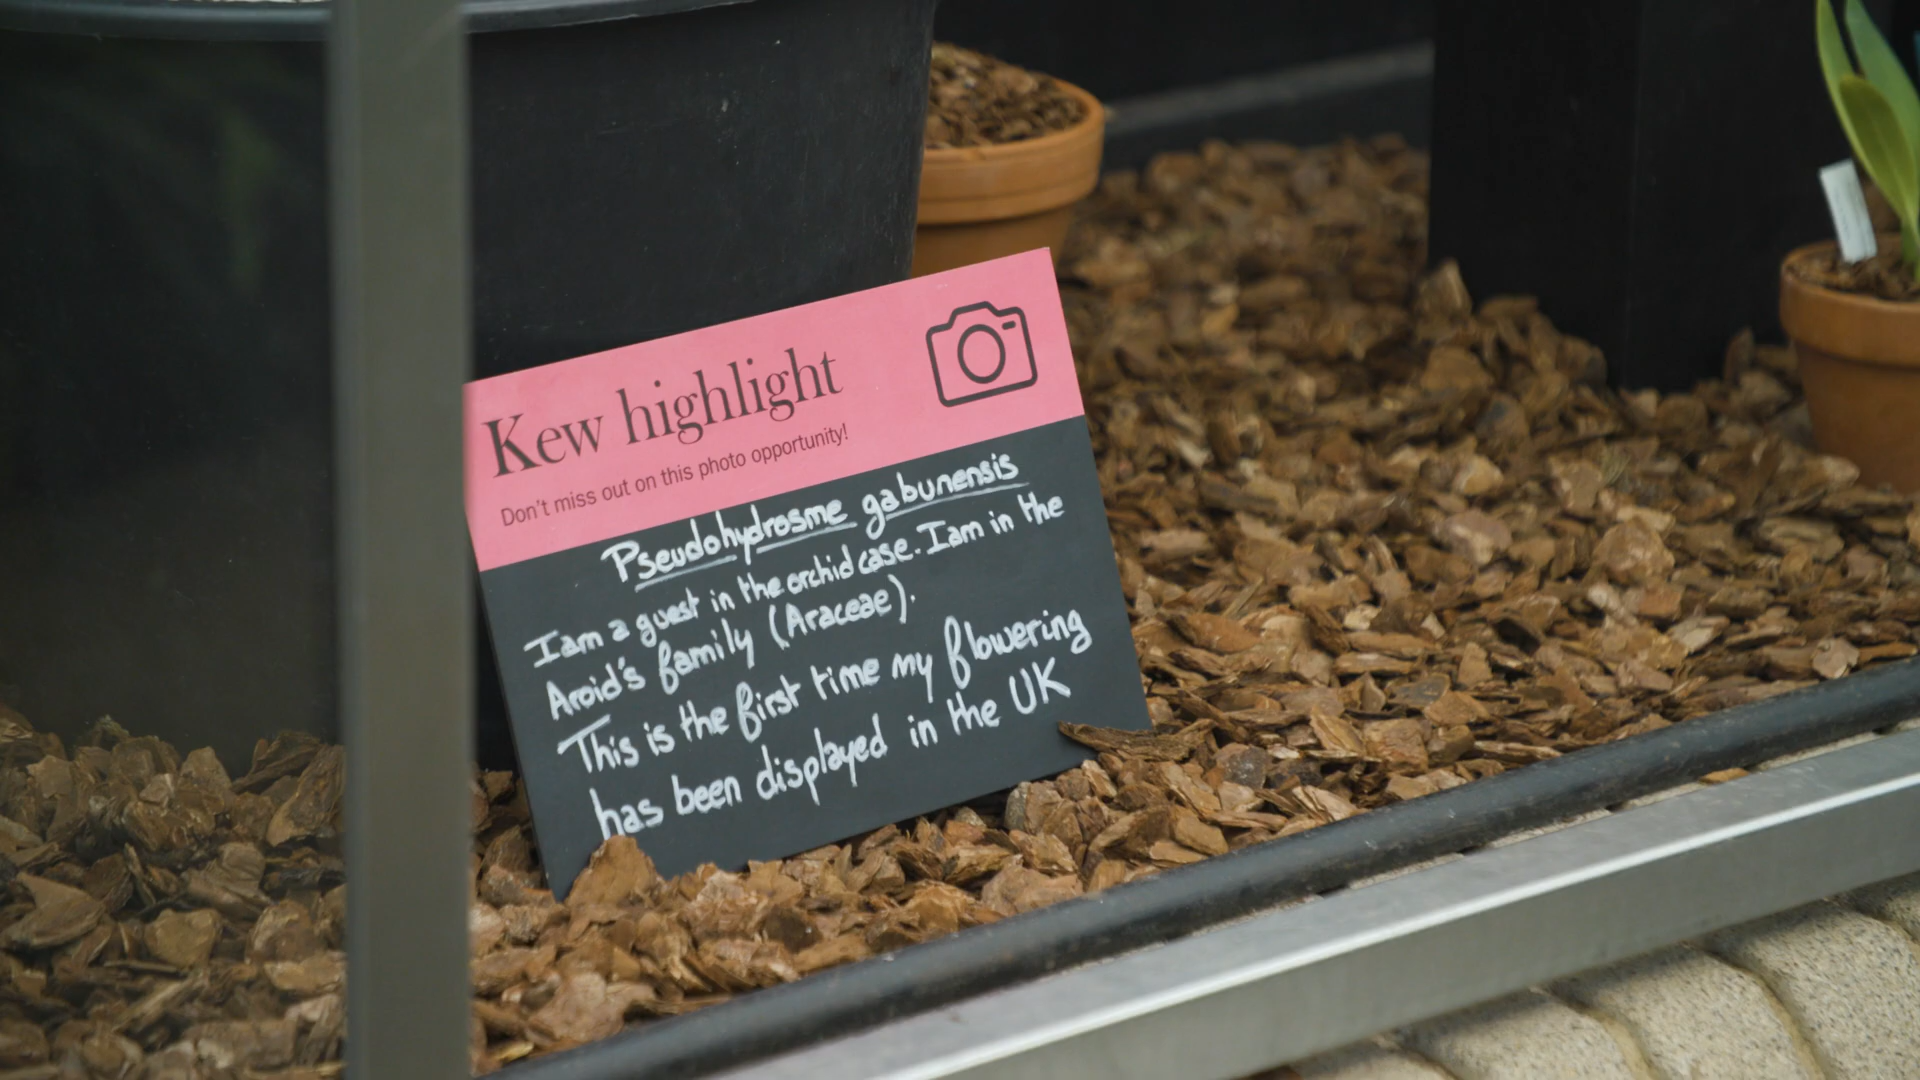 Kew highlight
Don't miss out on this photo opportunity!
Pseudohydrosme gabunensis
I am a guest in the orchid case. I am in the
Aroid's family (Araceae).
This is the first time my flowering
has been displayed in the UK